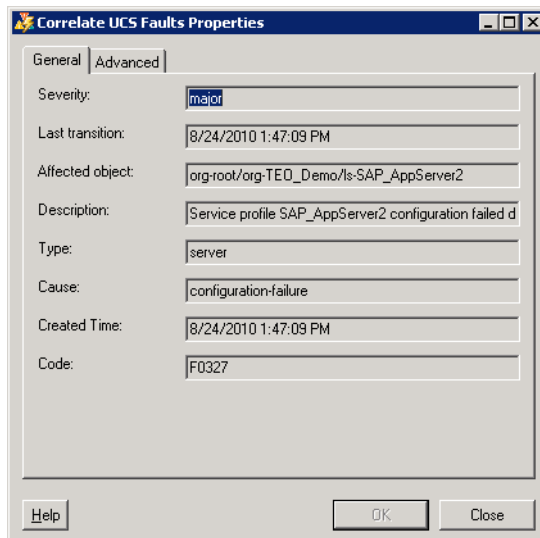 Correlate UCS Faults Properties
General Advanced
Severity: major
Last transition: 8/24/2010 1:47:09 PM
Affected object: org-root/org-TEO_Demo/ls-SAP_AppServer2
Description: Service profile SAP_AppServer2 configuration failed d
Type: server
Cause: configuration-failure
Created Time: 8/24/2010 1:47:09 PM
Code: F0327
Help OK Close